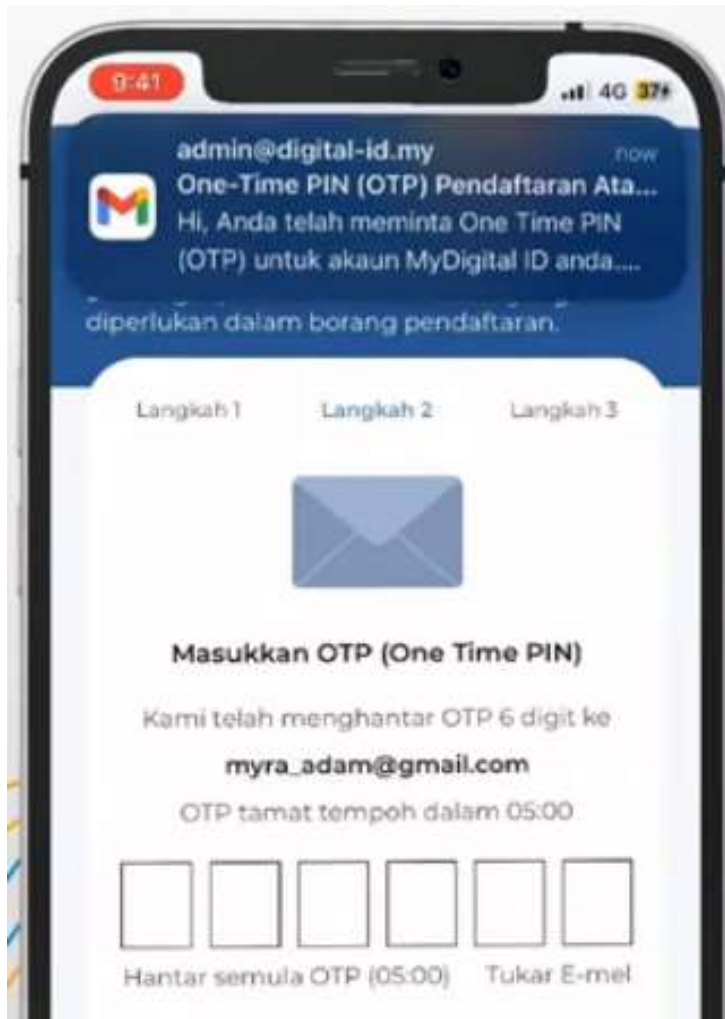 9:41
4G 37
admin@digital-id.my now
One-Time PIN (OTP) Pendaftaran Ata...
Hi, Anda telah meminta One Time PIN
(OTP) untuk akaun MyDigital ID anda....
diperlukan dalam borang pendaftaran.
Langkah 1 Langkah 2 Langkah 3
Masukkan OTP (One Time PIN)
Kami telah menghantar OTP 6 digit ke
myra_adam@gmail.com
OTP tamat tempoh dalam 05:00
Hantar semula OTP (05:00) Tukar E-mel